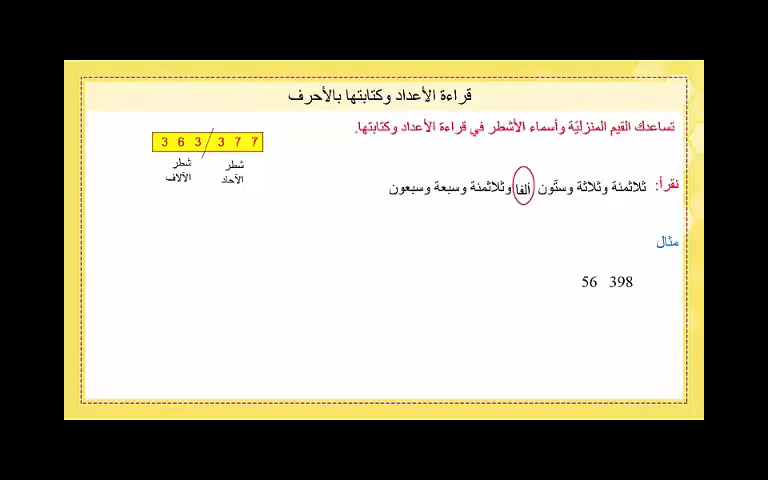 قراءة الأعداد وكتابتها بالأحرف
تساعدك القيم المنزليّة وأسماء الأشطر في قراءة الأعداد وكتابتها.
3 6 3 / 3 7 7
شطر الآحاد
شطر الآلاف
نقرأ: ثلاثمئة وثلاثة وستّون ألفا وثلاثمئة وسبعة وسبعون
مثال
56 398